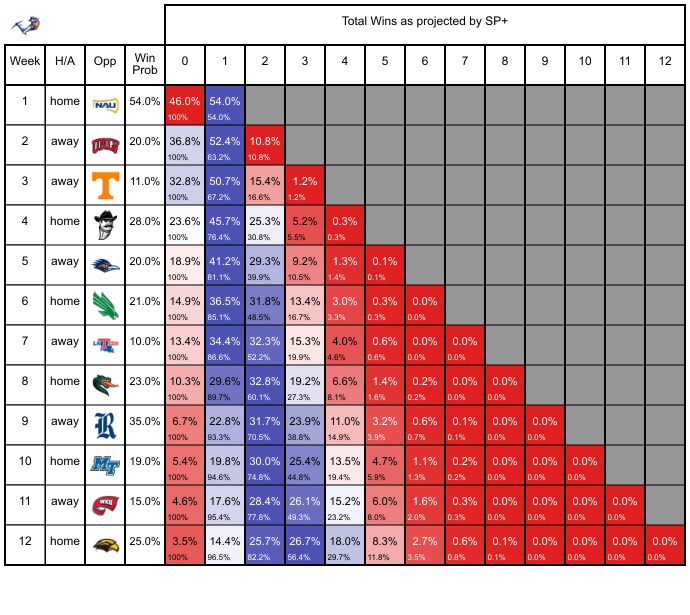 Total Wins as projected by SP+
Week H/A Opp Win Prob 0 1 2 3 4 5 6 7 8 9 10 11 12
1 home NAU 54.0% 46.0% 54.0%
100% 54.0%
2 away UNLV 20.0% 36.8% 52.4% 10.8%
100% 63.2% 10.8%
3 away T 11.0% 32.8% 50.7% 15.4% 1.2%
100% 67.2% 16.6% 1.2%
4 home 28.0% 23.6% 45.7% 25.3% 5.2% 0.3%
100% 76.4% 30.8% 5.5% 0.3%
5 away 20.0% 18.9% 41.2% 29.3% 9.2% 1.3% 0.1%
100% 81.1% 39.9% 10.5% 1.4% 0.1%
6 home 21.0% 14.9% 36.5% 31.8% 13.4% 3.0% 0.3% 0.0%
100% 85.1% 48.5% 16.7% 3.3% 0.3% 0.0%
7 away LA TECH 10.0% 13.4% 34.4% 32.3% 15.3% 4.0% 0.6% 0.0% 0.0%
100% 86.6% 52.2% 19.9% 4.6% 0.6% 0.0% 0.0%
8 home 23.0% 10.3% 29.6% 32.8% 19.2% 6.6% 1.4% 0.2% 0.0% 0.0%
100% 89.7% 60.1% 27.3% 8.1% 1.6% 0.2% 0.0% 0.0%
9 away R 35.0% 6.7% 22.8% 31.7% 23.9% 11.0% 3.2% 0.6% 0.1% 0.0% 0.0%
100% 93.3% 70.5% 38.8% 14.9% 3.9% 0.7% 0.1% 0.0% 0.0%
10 home MT 19.0% 5.4% 19.8% 30.0% 25.4% 13.5% 4.7% 1.1% 0.2% 0.0% 0.0% 0.0%
100% 94.6% 74.8% 44.8% 19.4% 5.9% 1.3% 0.2% 0.0% 0.0% 0.0%
11 away WKU 15.0% 4.6% 17.6% 28.4% 26.1% 15.2% 6.0% 1.6% 0.3% 0.0% 0.0% 0.0% 0.0%
100% 95.4% 77.8% 49.3% 23.2% 8.0% 2.0% 0.3% 0.0% 0.0% 0.0% 0.0%
12 home 25.0% 3.5% 14.4% 25.7% 26.7% 18.0% 8.3% 2.7% 0.6% 0.1% 0.0% 0.0% 0.0% 0.0%
100% 96.5% 82.2% 56.4% 29.7% 11.8% 3.5% 0.8% 0.1% 0.0% 0.0% 0.0% 0.0%